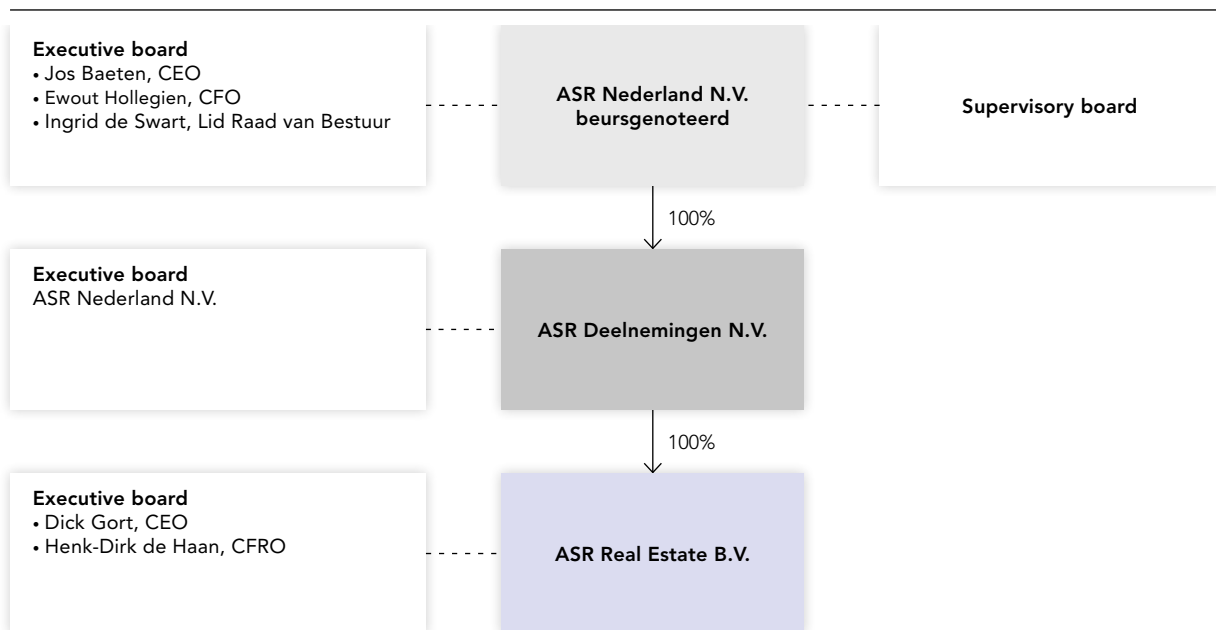 Executive board
• Jos Baeten, CEO
• Ewout Hollegien, CFO
• Ingrid de Swart, Lid Raad van Bestuur
ASR Nederland N.V.
beursgenoteerd
Supervisory board
100%
Executive board
ASR Nederland N.V.
ASR Deelnemingen N.V.
100%
Executive board
• Dick Gort, CEO
• Henk-Dirk de Haan, CFRO
ASR Real Estate B.V.